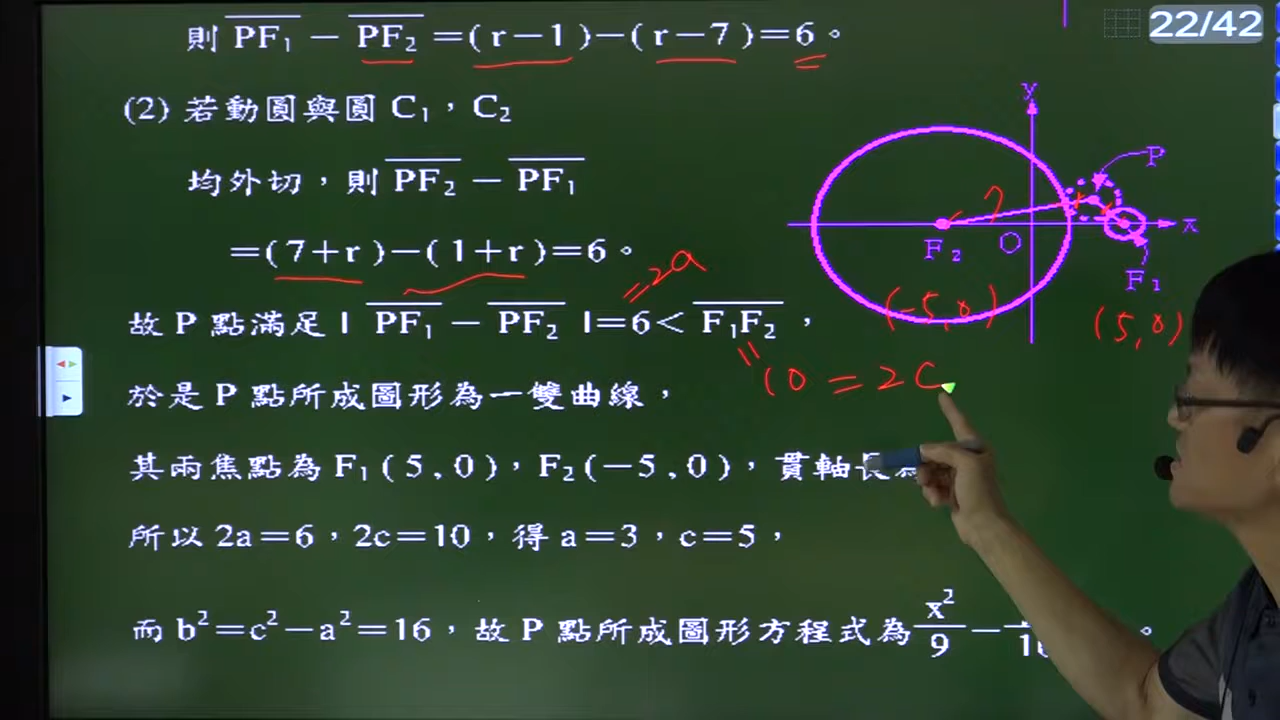 22/42
則 PF₁ − PF₂ =( r−1 )−( r−7 )=6。
(2) 若動圓與圓 C₁,C₂
均外切,則 PF₂ − PF₁
=( 7+r )−( 1+r )=6。
=2a
故 P 點滿足 | PF₁ − PF₂ |=6< F₁F₂ ,
" 10 = 2C
於是 P 點所成圖形為一雙曲線,
其兩焦點為 F₁ ( 5 , 0 ),F₂ ( −5 , 0 ),貫軸長為
所以 2a=6,2c=10,得 a=3,c=5,
而 b²=c²−a²=16,故 P 點所成圖形方程式為 x²/9 −
y
P
7
x
F₂
O
F₁
(-5,0)
(5,0)